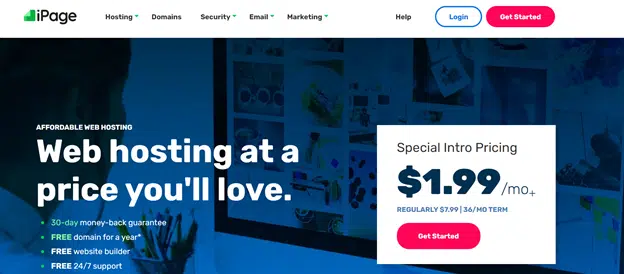 iPage
Hosting
Domains
Security
Email
Marketing
Help
Login
Get Started
AFFORDABLE WEB HOSTING
Web hosting at a
price you'll love.
30-day money-back guarantee
FREE domain for a year*
FREE website builder
FREE 24/7 support
Special Intro Pricing
$1.99/mo+
REGULARLY $7.99 | 36/MO TERM
Get Started